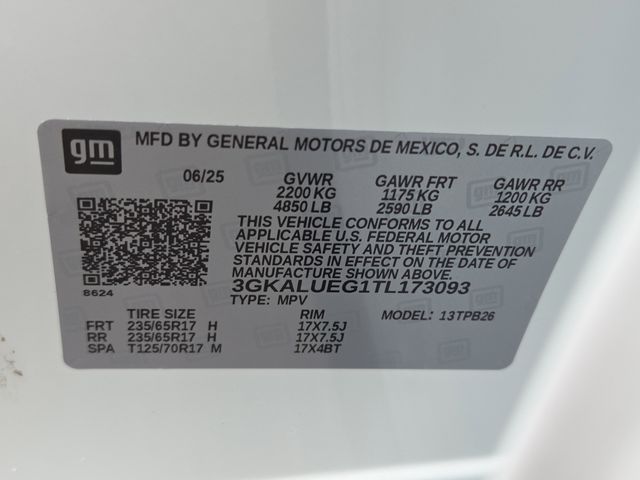 gm MFD BY GENERAL MOTORS DE MEXICO, S. DE R.L. DE C.V.
06/25 GVWR GAWR FRT GAWR RR
2200 KG 1175 KG 1200 KG
4850 LB 2590 LB 2645 LB
THIS VEHICLE CONFORMS TO ALL
APPLICABLE U.S. FEDERAL MOTOR
VEHICLE SAFETY AND THEFT PREVENTION
STANDARDS IN EFFECT ON THE DATE OF
MANUFACTURE SHOWN ABOVE.
8624 3GKALUEG1TL173093
TYPE: MPV MODEL: 13TPB26
TIRE SIZE RIM
FRT 235/65R17 H 17X7.5J
RR 235/65R17 H 17X7.5J
SPA T125/70R17 M 17X4BT